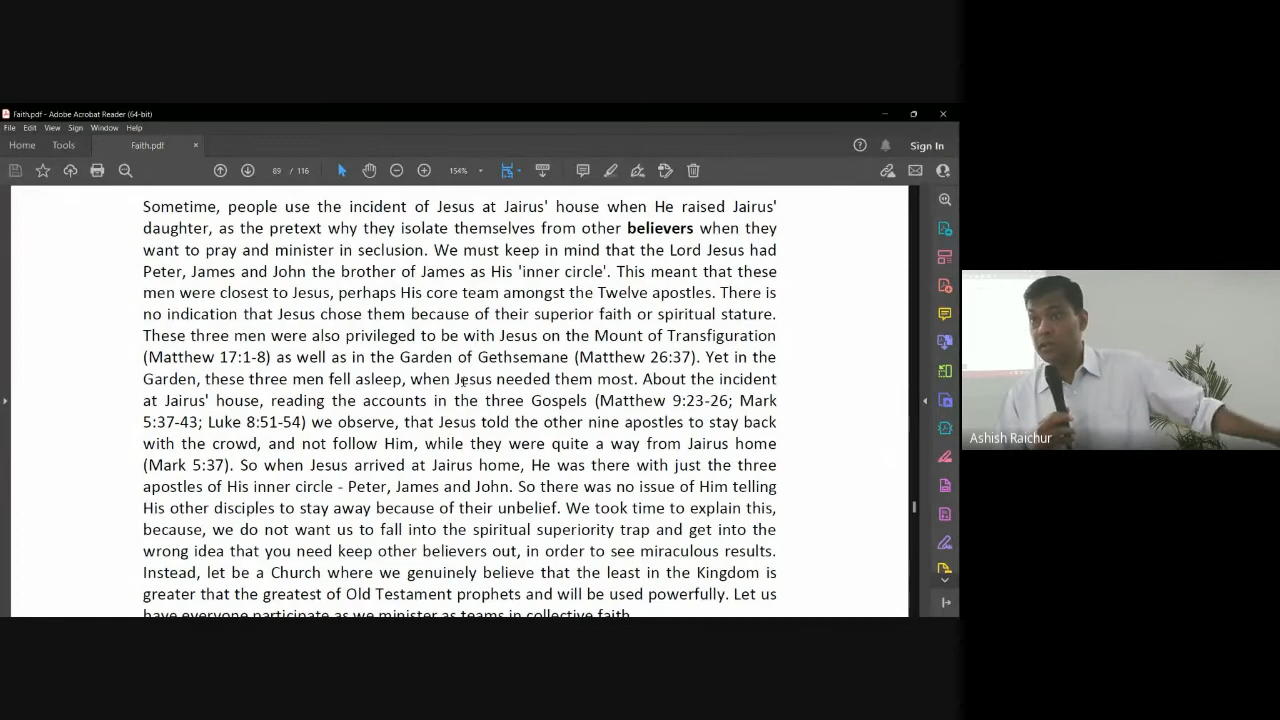 Faith.pdf - Adobe Acrobat Reader (64-bit)
File Edit View Sign Window Help
Home Tools Faith.pdf × Sign In
89 / 116 154%
Sometime, people use the incident of Jesus at Jairus' house when He raised Jairus'
daughter, as the pretext why they isolate themselves from other believers when they
want to pray and minister in seclusion. We must keep in mind that the Lord Jesus had
Peter, James and John the brother of James as His 'inner circle'. This meant that these
men were closest to Jesus, perhaps His core team amongst the Twelve apostles. There is
no indication that Jesus chose them because of their superior faith or spiritual stature.
These three men were also privileged to be with Jesus on the Mount of Transfiguration
(Matthew 17:1-8) as well as in the Garden of Gethsemane (Matthew 26:37). Yet in the
Garden, these three men fell asleep, when Jesus needed them most. About the incident
at Jairus' house, reading the accounts in the three Gospels (Matthew 9:23-26; Mark
5:37-43; Luke 8:51-54) we observe, that Jesus told the other nine apostles to stay back
with the crowd, and not follow Him, while they were quite a way from Jairus home
(Mark 5:37). So when Jesus arrived at Jairus home, He was there with just the three
apostles of His inner circle - Peter, James and John. So there was no issue of Him telling
His other disciples to stay away because of their unbelief. We took time to explain this,
because, we do not want us to fall into the spiritual superiority trap and get into the
wrong idea that you need keep other believers out, in order to see miraculous results.
Instead, let be a Church where we genuinely believe that the least in the Kingdom is
greater that the greatest of Old Testament prophets and will be used powerfully. Let us
have everyone participate as we minister as teams in collective faith.
Ashish Raichur